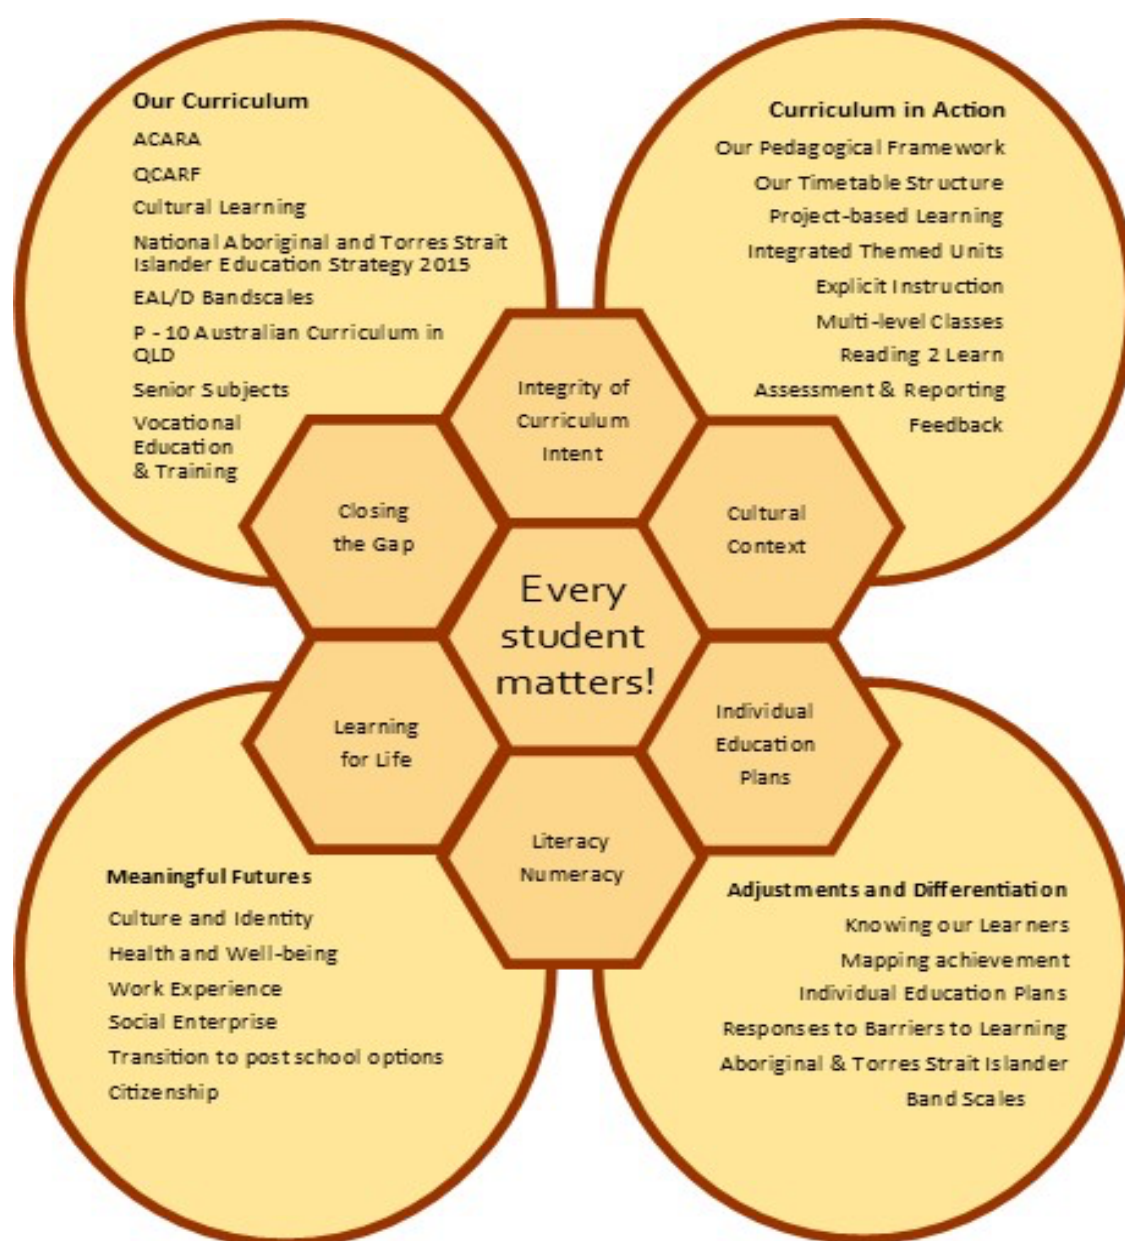 Our Curriculum
ACARA
QCARF
Cultural Learning
National Aboriginal and Torres Strait
Islander Education Strategy 2015
EAL/D Bandscales
P - 10 Australian Curriculum in
QLD
Senior Subjects
Vocational
Education
& Training
Curriculum in Action
Our Pedagogical Framework
Our Timetable Structure
Project-based Learning
Integrated Themed Units
Explicit Instruction
Multi-level Classes
Reading 2 Learn
Assessment & Reporting
Feedback
Integrity of
Curriculum
Intent
Closing
the Gap
Cultural
Context
Every
student
matters!
Learning
for Life
Individual
Education
Plans
Literacy
Numeracy
Meaningful Futures
Culture and Identity
Health and Well-being
Work Experience
Social Enterprise
Transition to post school options
Citizenship
Adjustments and Differentiation
Knowing our Learners
Mapping achievement
Individual Education Plans
Responses to Barriers to Learning
Aboriginal & Torres Strait Islander
Band Scales